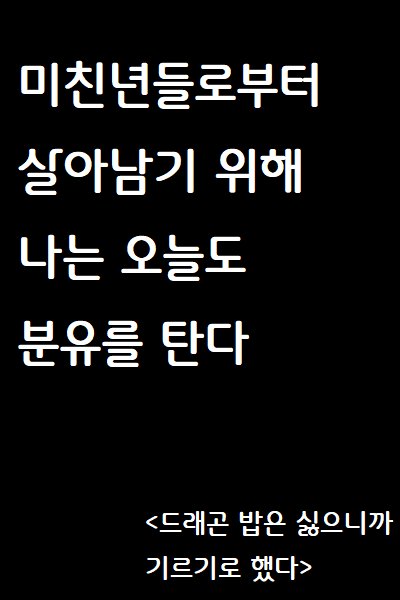 미친년들로부터
살아남기 위해
나는 오늘도
분유를 탄다
<드래곤 밥은 싫으니까
기르기로 했다>